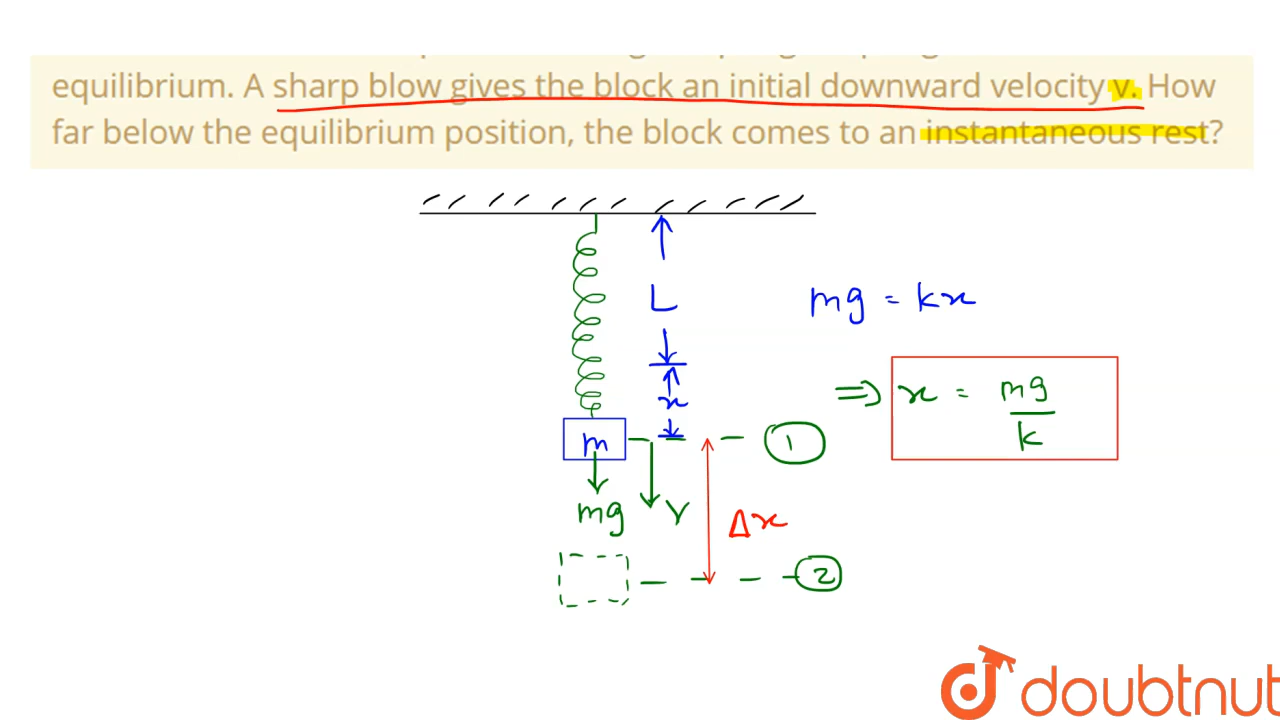 equilibrium. A sharp blow gives the block an initial downward velocity v. How
far below the equilibrium position, the block comes to an instantaneous rest?
L
mg = kx
x
⇒ x = mg/k
m
1
mg
v
Δx
2
doubtnut